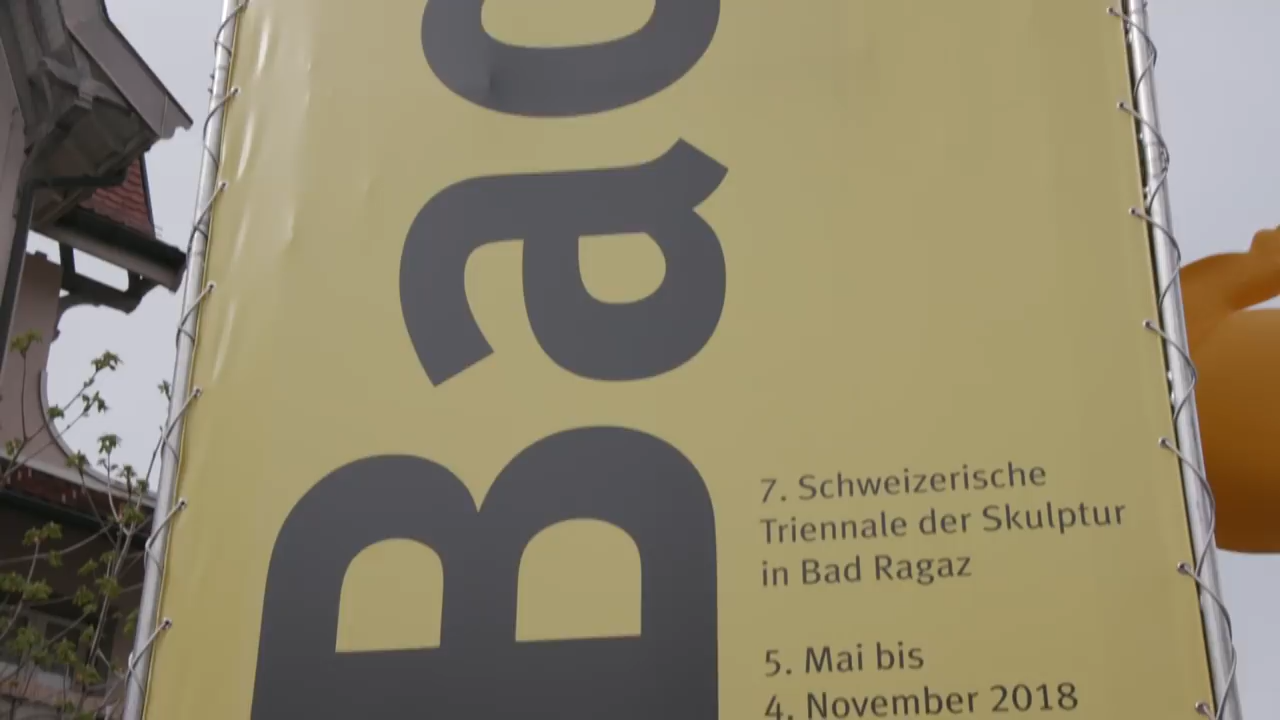 Bad
7. Schweizerische
Triennale der Skulptur
in Bad Ragaz
5. Mai bis
4. November 2018